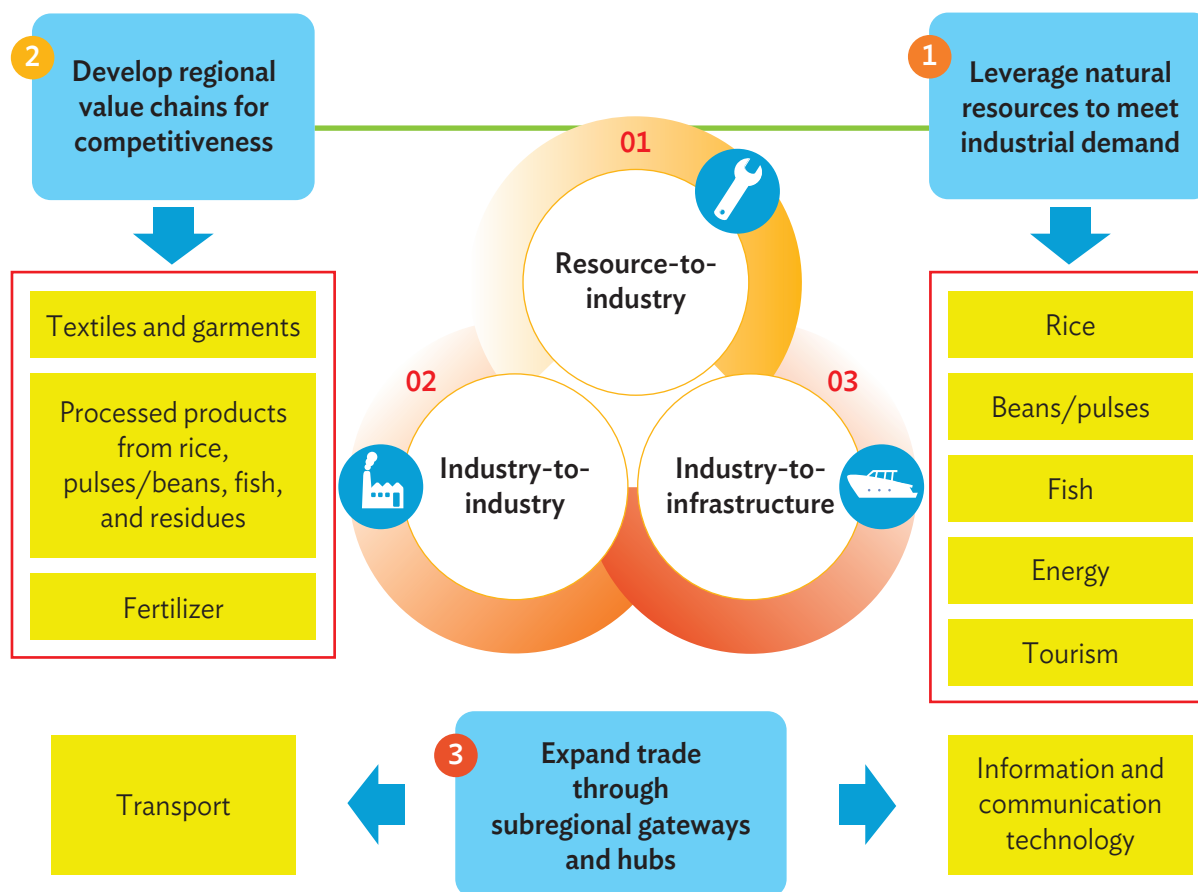 2
Develop regional
value chains for
competitiveness
1
Leverage natural
resources to meet
industrial demand
01
Resource-to-
industry
02
Industry-to-
industry
03
Industry-to-
infrastructure
Textiles and garments
Processed products
from rice,
pulses/beans, fish,
and residues
Fertilizer
Rice
Beans/pulses
Fish
Energy
Tourism
Transport
3
Expand trade
through
subregional gateways
and hubs
Information and
communication
technology